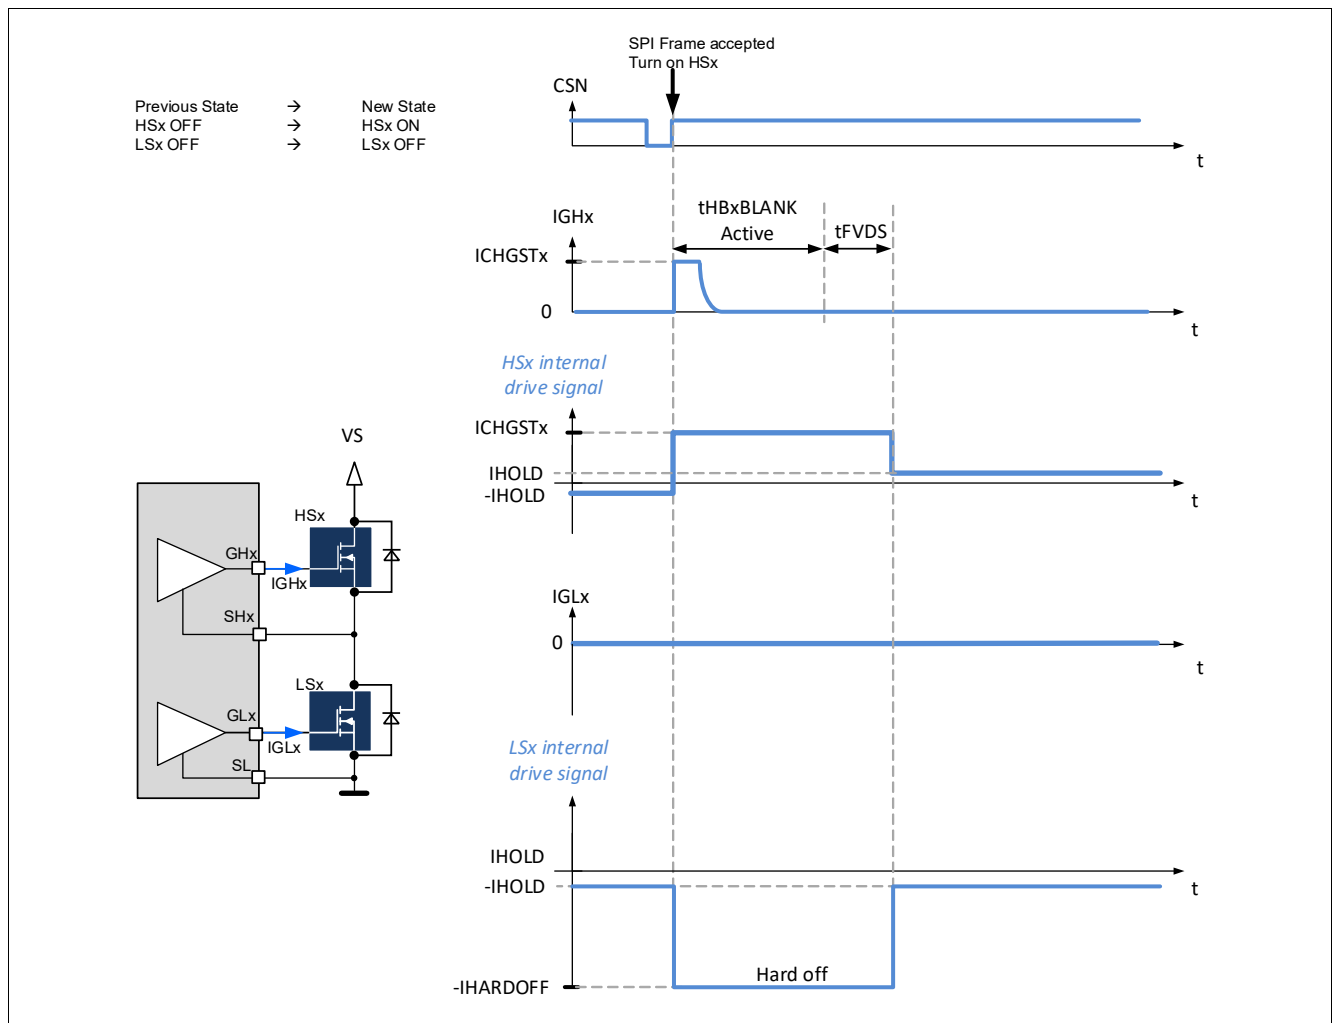 SPI Frame accepted
Turn on HSx
CSN
Previous State → New State
HSx OFF → HSx ON
LSx OFF → LSx OFF
t
tHBxBLANK
Active
tFVDS
IGHx
ICHGSTx
0
t
HSx internal
drive signal
ICHGSTx
IHOLD
-IHOLD
t
VS
HSx
GHx
IGHx
SHx
LSx
GLx
IGLx
SL
IGLx
0
t
LSx internal
drive signal
IHOLD
-IHOLD
t
Hard off
-IHARDOFF